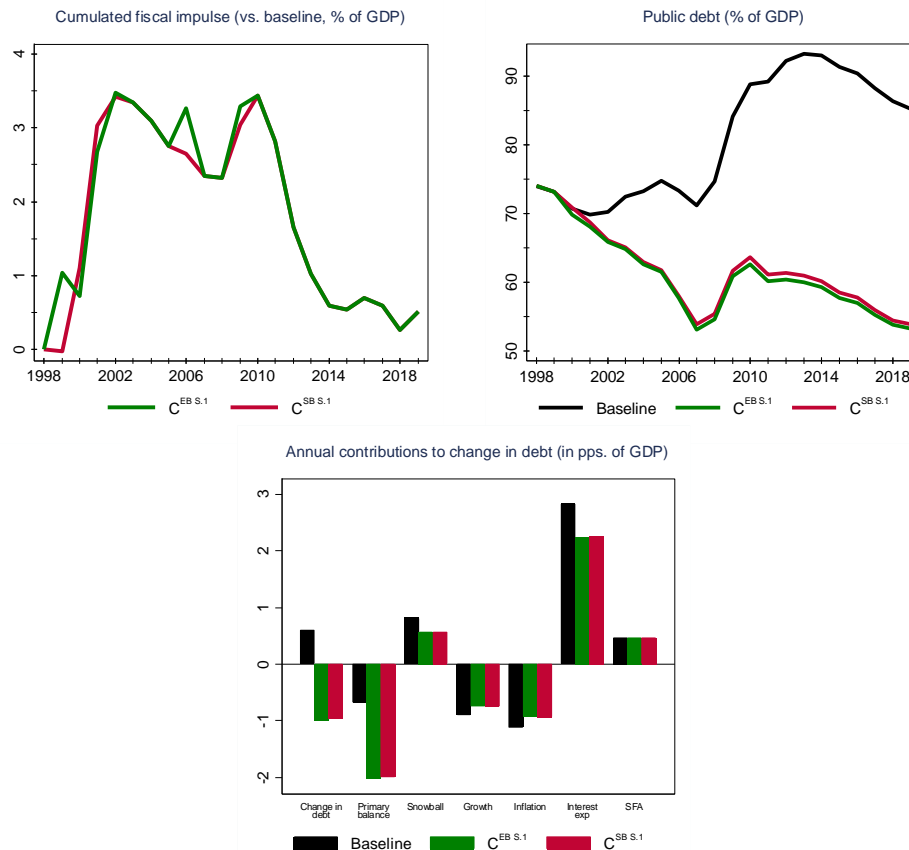 Cumulated fiscal impulse (vs. baseline, % of GDP)
4
3
2
1
0
1998 2002 2006 2010 2014 2018
C^EB S.1 C^SB S.1
Public debt (% of GDP)
90
80
70
60
50
1998 2002 2006 2010 2014 2018
Baseline C^EB S.1 C^SB S.1
Annual contributions to change in debt (in pps. of GDP)
3
2
1
0
-1
-2
Change in Primary Snowball Growth Inflation Interest SFA
debt balance exp
Baseline C^EB S.1 C^SB S.1